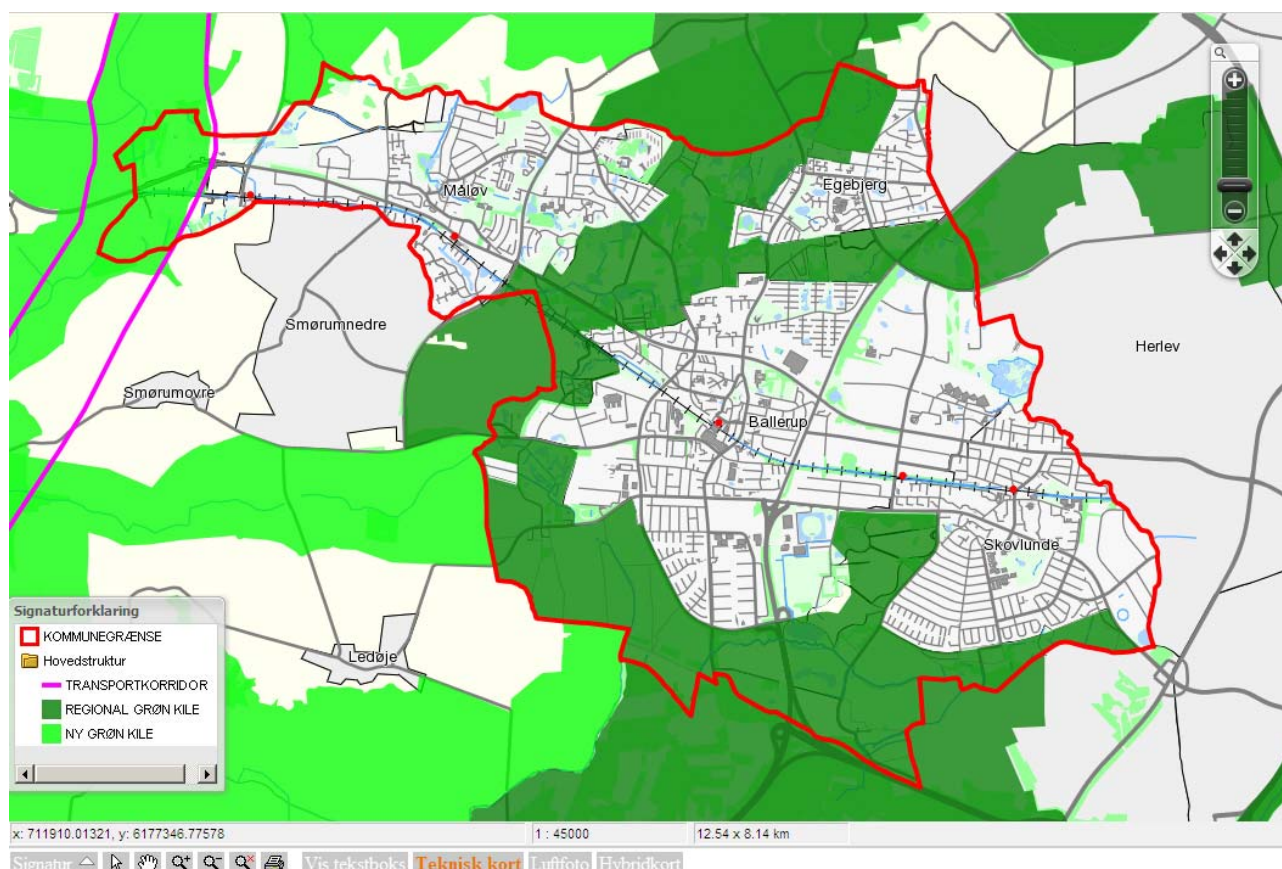 Egebjerg
Måløv
Smørumnedre
Herlev
Smørumovre
Ballerup
Skovlunde
Ledøje
Signaturforklaring
KOMMUNEGRÆNSE
Hovedstruktur
TRANSPORTKORRIDOR
REGIONAL GRØN KILE
NY GRØN KILE
x: 711910.01321, y: 6177346.77578 1 : 45000 12.54 x 8.14 km
Signatur Vis tekstboks Teknisk kort Luftfoto Hybridkort